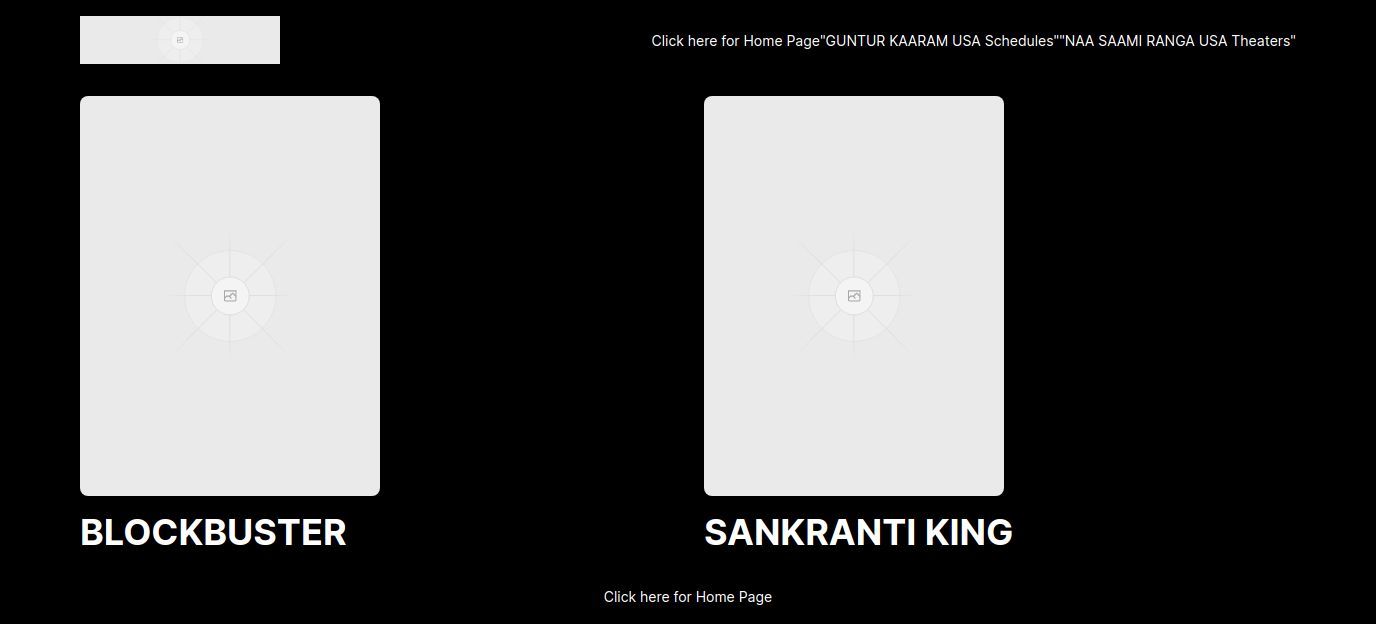 Click here for Home Page"GUNTUR KAARAM USA Schedules""NAA SAAMI RANGA USA Theaters"
BLOCKBUSTER
SANKRANTI KING
Click here for Home Page